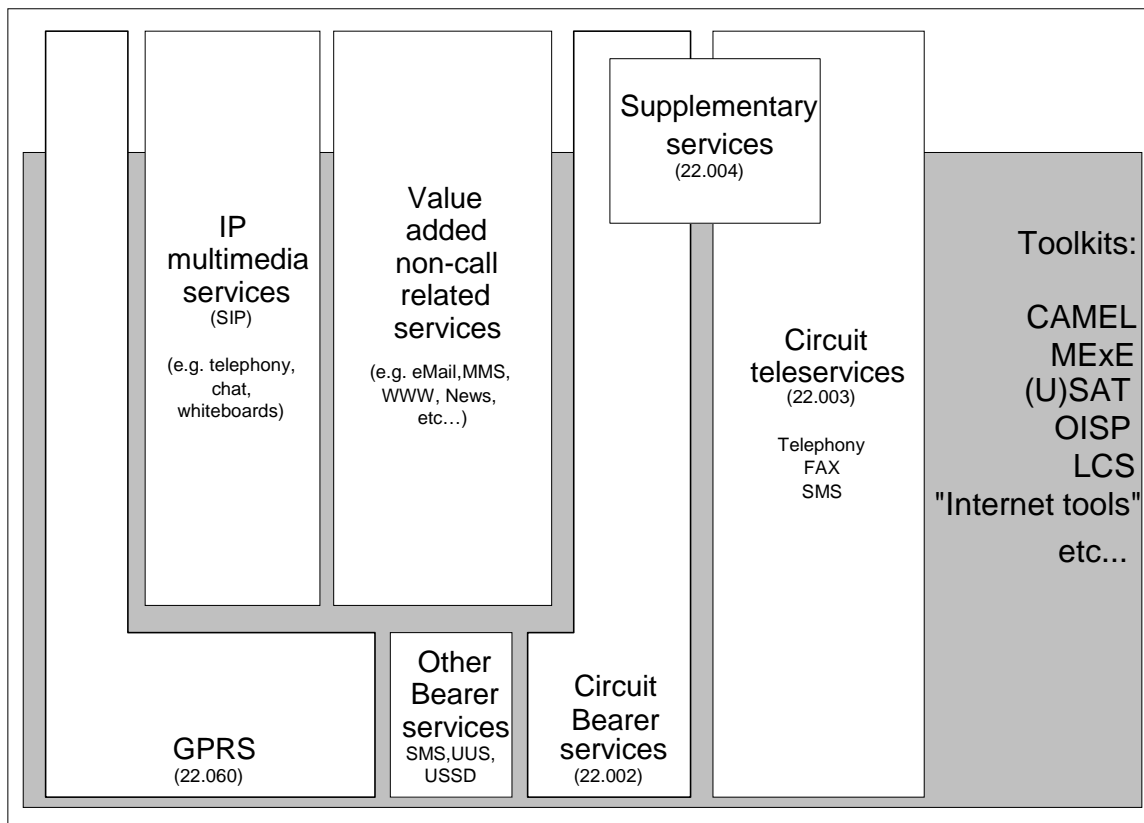 Supplementary
services
(22.004)
IP
multimedia
services
(SIP)
(e.g. telephony,
chat,
whiteboards)
Value
added
non-call
related
services
(e.g. eMail,MMS,
WWW, News,
etc…)
Circuit
teleservices
(22.003)
Telephony
FAX
SMS
Toolkits:
CAMEL
MExE
(U)SAT
OISP
LCS
"Internet tools"
etc...
GPRS
(22.060)
Other
Bearer
services
SMS,UUS,
USSD
Circuit
Bearer
services
(22.002)